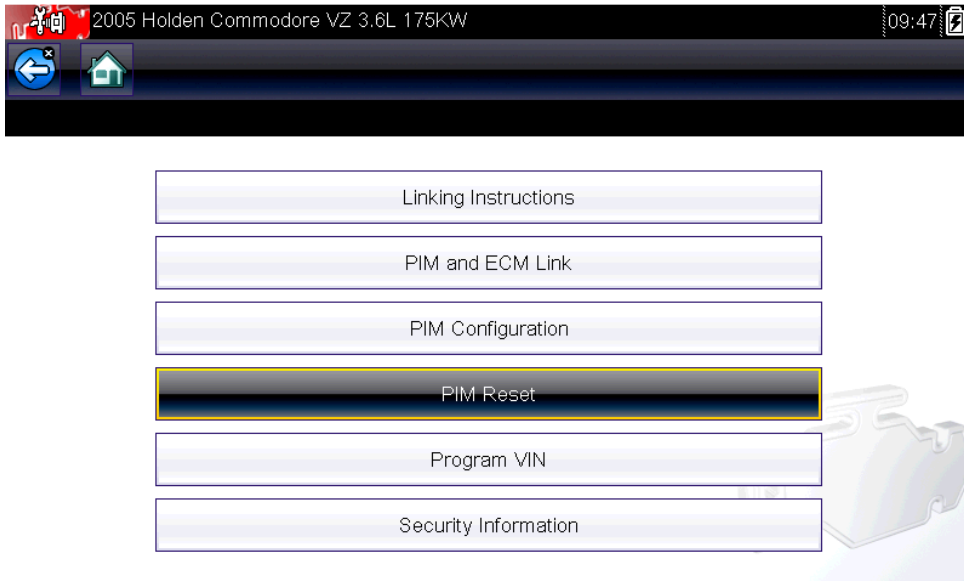 2005 Holden Commodore VZ 3.6L 175KW 09:47
Linking Instructions
PIM and ECM Link
PIM Configuration
PIM Reset
Program VIN
Security Information